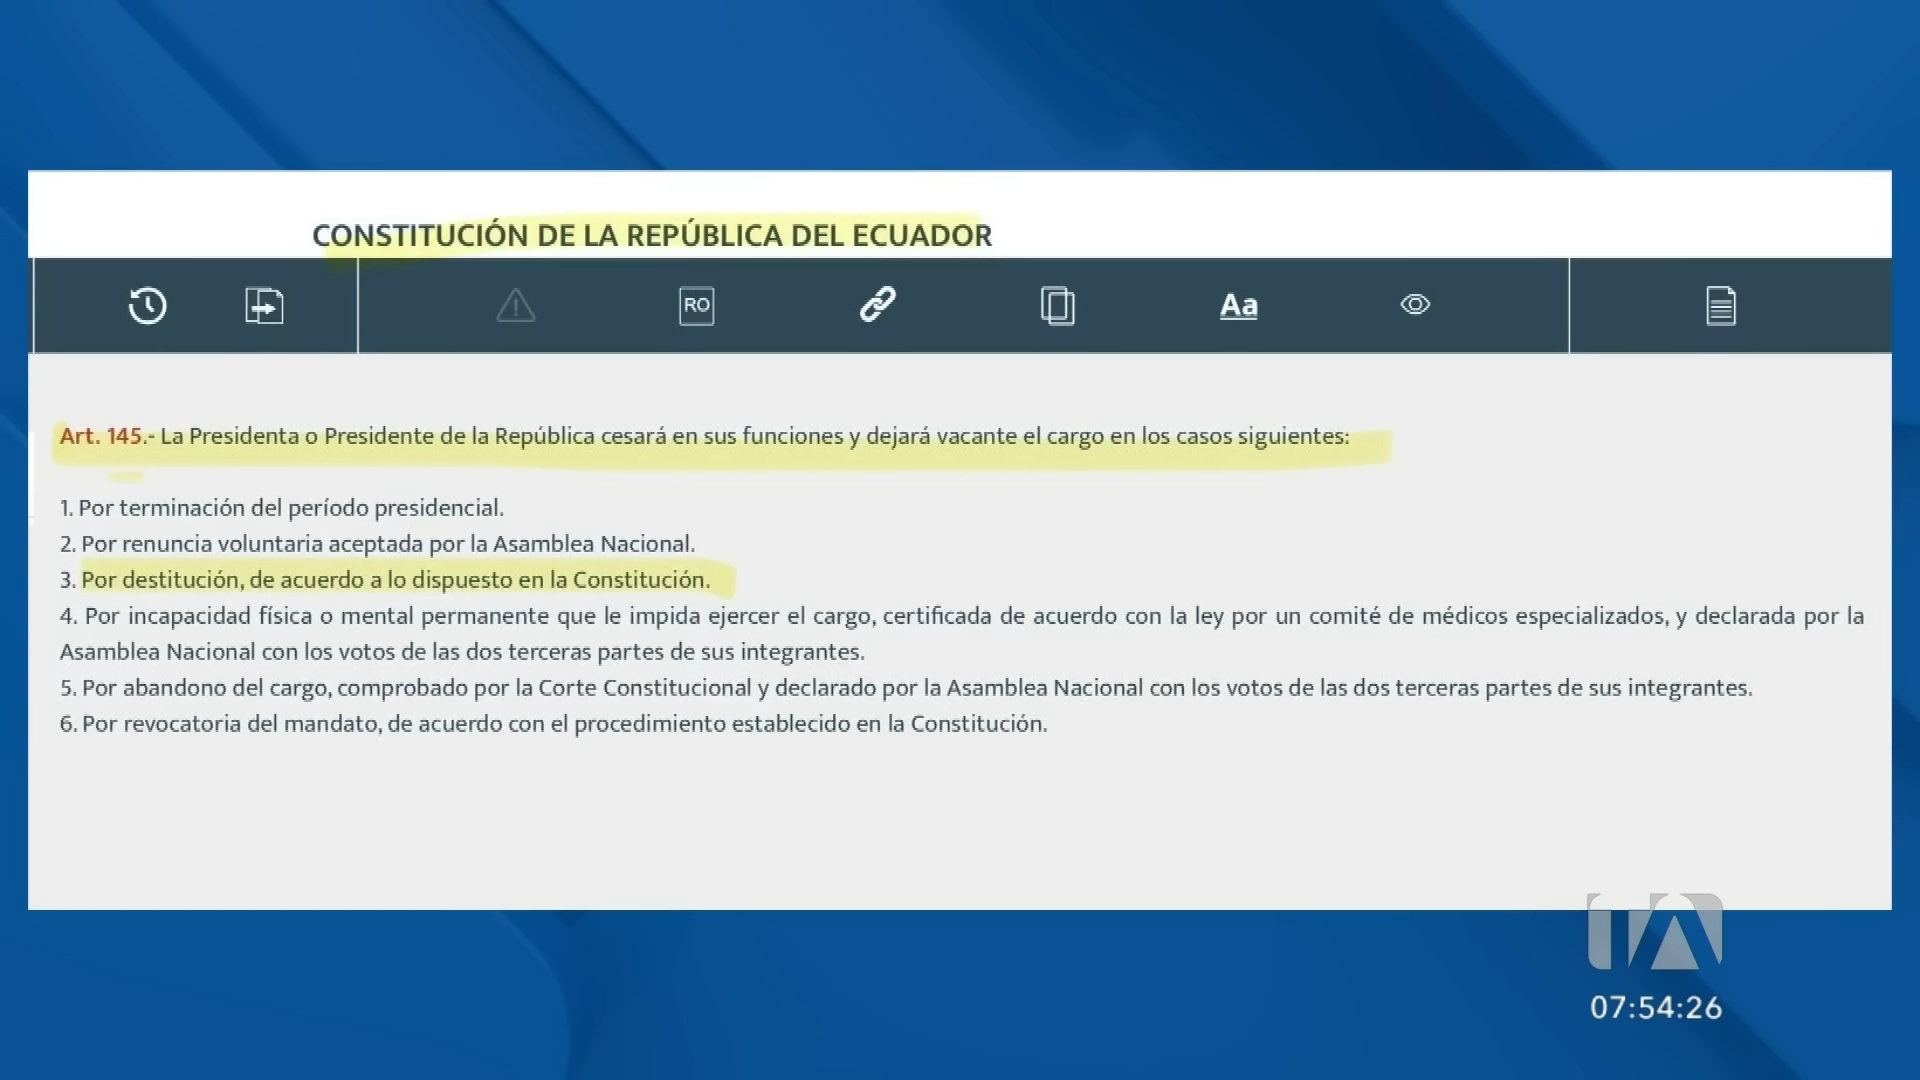 CONSTITUCIÓN DE LA REPÚBLICA DEL ECUADOR
RO
Aa
Art. 145.- La Presidenta o Presidente de la República cesará en sus funciones y dejará vacante el cargo en los casos siguientes:
1. Por terminación del período presidencial.
2. Por renuncia voluntaria aceptada por la Asamblea Nacional.
3. Por destitución, de acuerdo a lo dispuesto en la Constitución.
4. Por incapacidad física o mental permanente que le impida ejercer el cargo, certificada de acuerdo con la ley por un comité de médicos especializados, y declarada por la
Asamblea Nacional con los votos de las dos terceras partes de sus integrantes.
5. Por abandono del cargo, comprobado por la Corte Constitucional y declarado por la Asamblea Nacional con los votos de las dos terceras partes de sus integrantes.
6. Por revocatoria del mandato, de acuerdo con el procedimiento establecido en la Constitución.
07:54:26